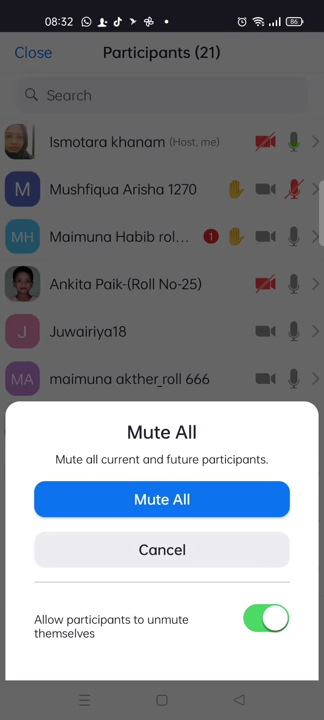 08:32
86
Close
Participants (21)
Search
Ismotara khanam (Host, me)
M
Mushfiqua Arisha 1270
MH
Maimuna Habib rol...
1
Ankita Paik-(Roll No-25)
J
Juwairiya18
MA
maimuna akther_roll 666
Mute All
Mute all current and future participants.
Mute All
Cancel
Allow participants to unmute
themselves